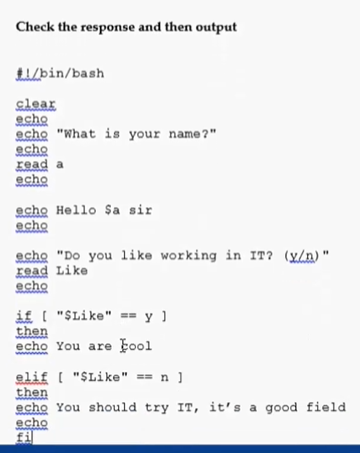 Check the response and then output
#!/bin/bash
clear
echo
echo "What is your name?"
echo
read a
echo
echo Hello $a sir
echo
echo "Do you like working in IT? (y/n)"
read Like
echo
if [ "$Like" == y ]
then
echo You are cool
elif [ "$Like" == n ]
then
echo You should try IT, it’s a good field
echo
fi